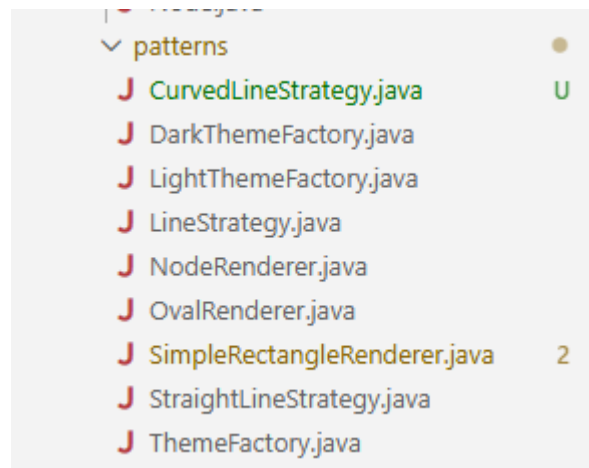 patterns
J CurvedLineStrategy.java U
J DarkThemeFactory.java
J LightThemeFactory.java
J LineStrategy.java
J NodeRenderer.java
J OvalRenderer.java
J SimpleRectangleRenderer.java 2
J StraightLineStrategy.java
J ThemeFactory.java